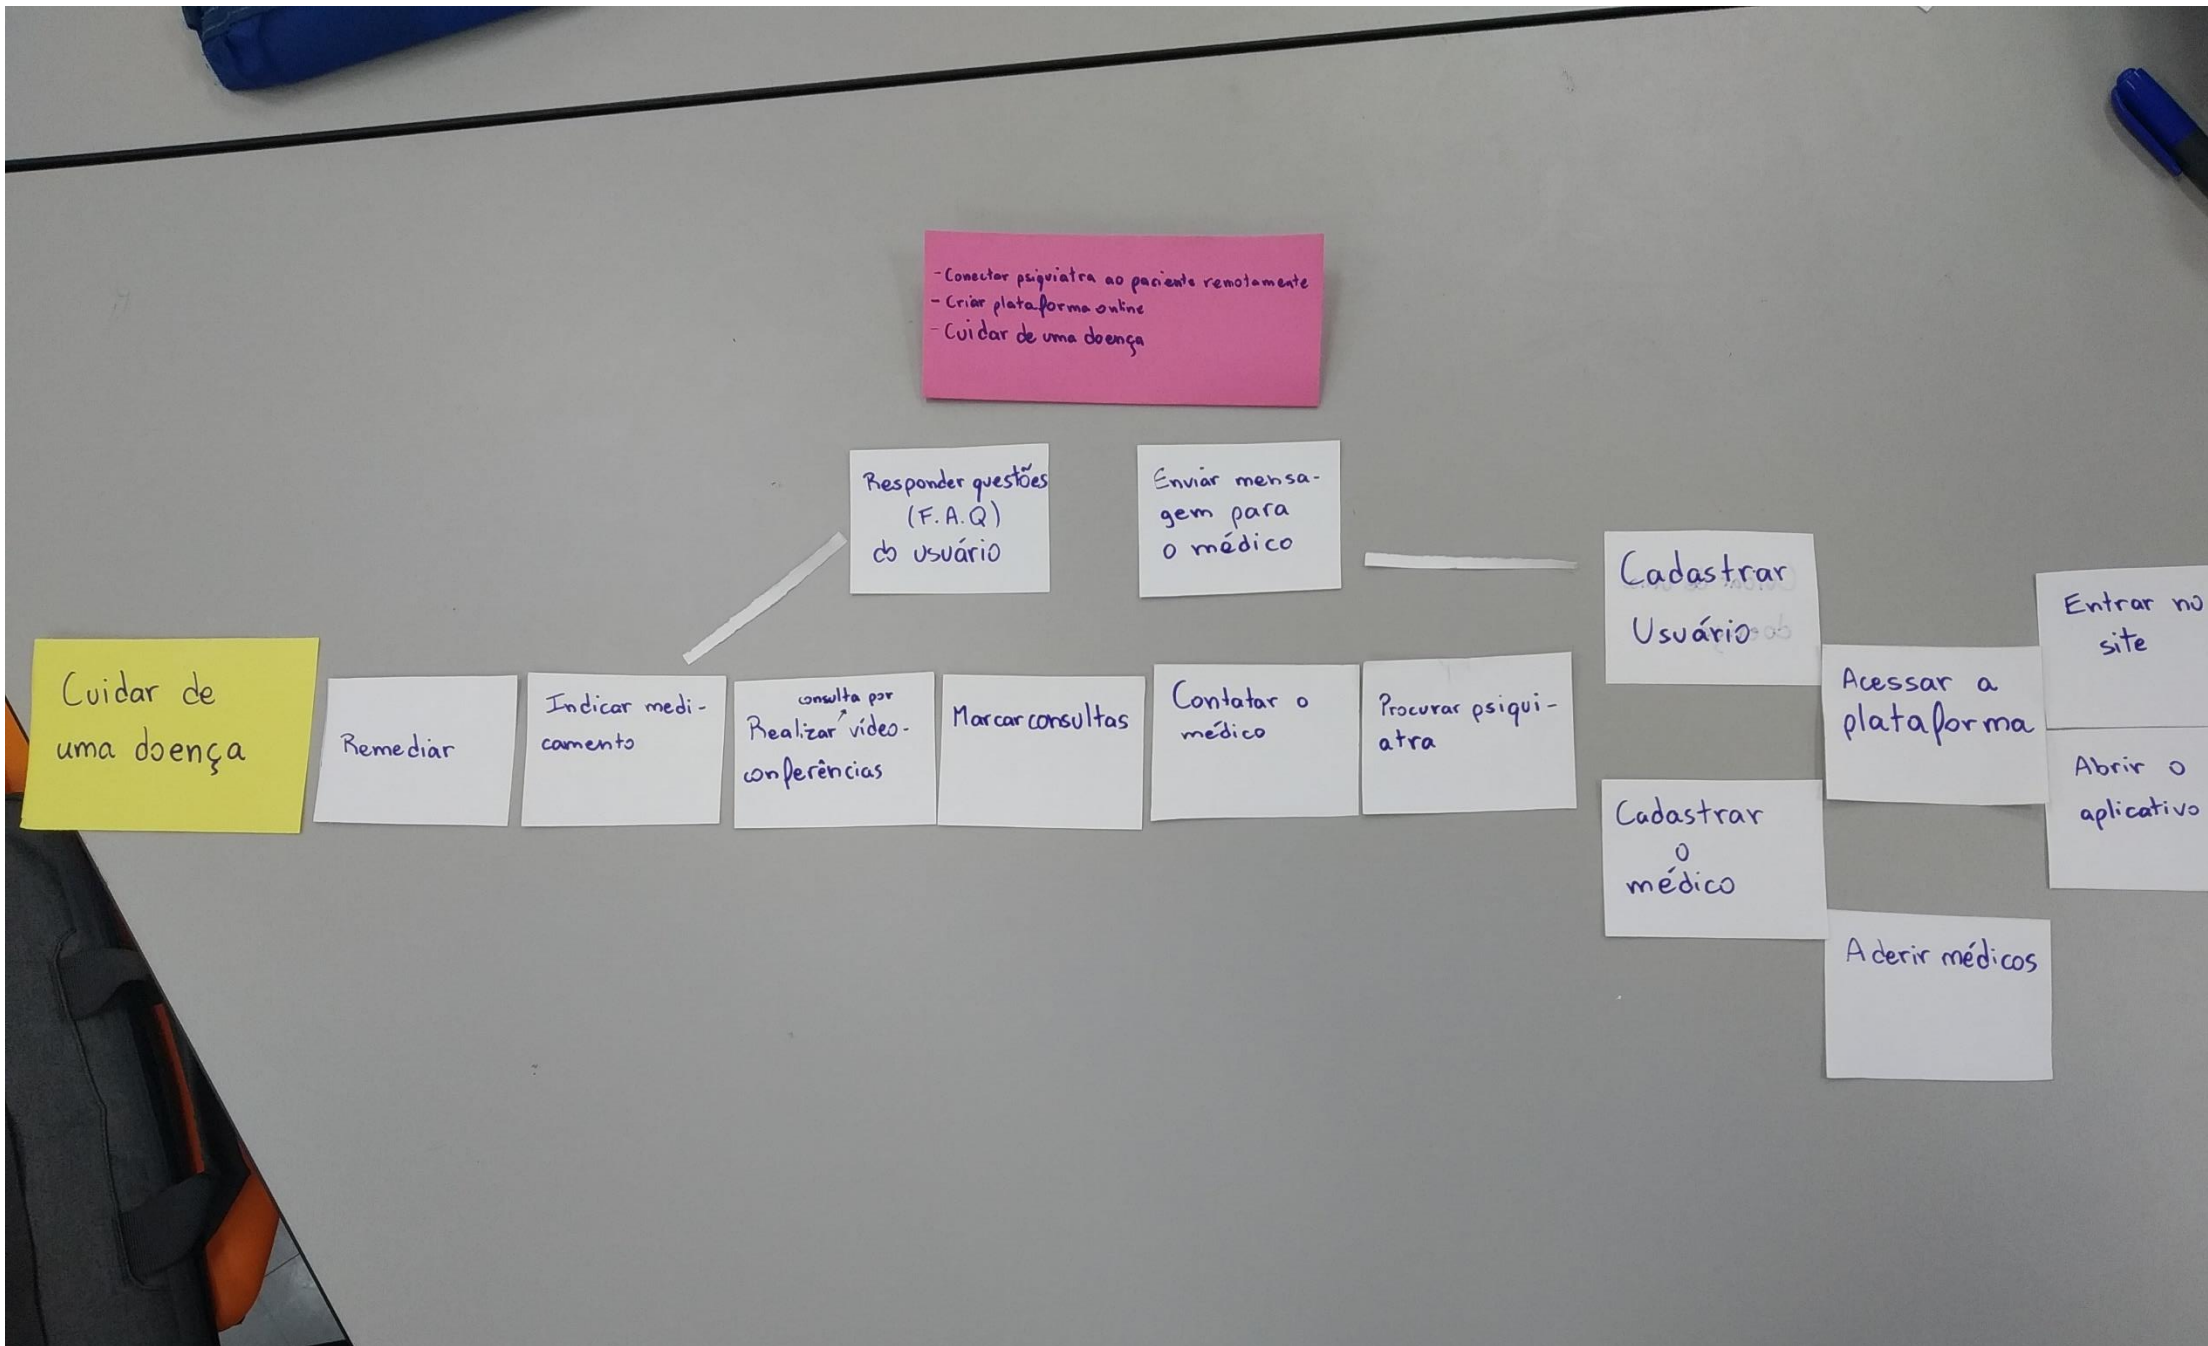 - Conectar psiquiatra ao paciente remotamente
- Criar plataforma online
- Cuidar de uma doença
Responder questões
(F.A.Q)
do usuário
Enviar mensa-
gem para
o médico
Cuidar de
uma doença
Remediar
Indicar medi-
camento
consulta por
Realizar vídeo-
conferências
Marcar consultas
Contatar o
médico
Procurar psiqui-
atra
Cadastrar
Usuário
Cadastrar
o
médico
Acessar a
plataforma
Aderir médicos
Entrar no
site
Abrir o
aplicativo